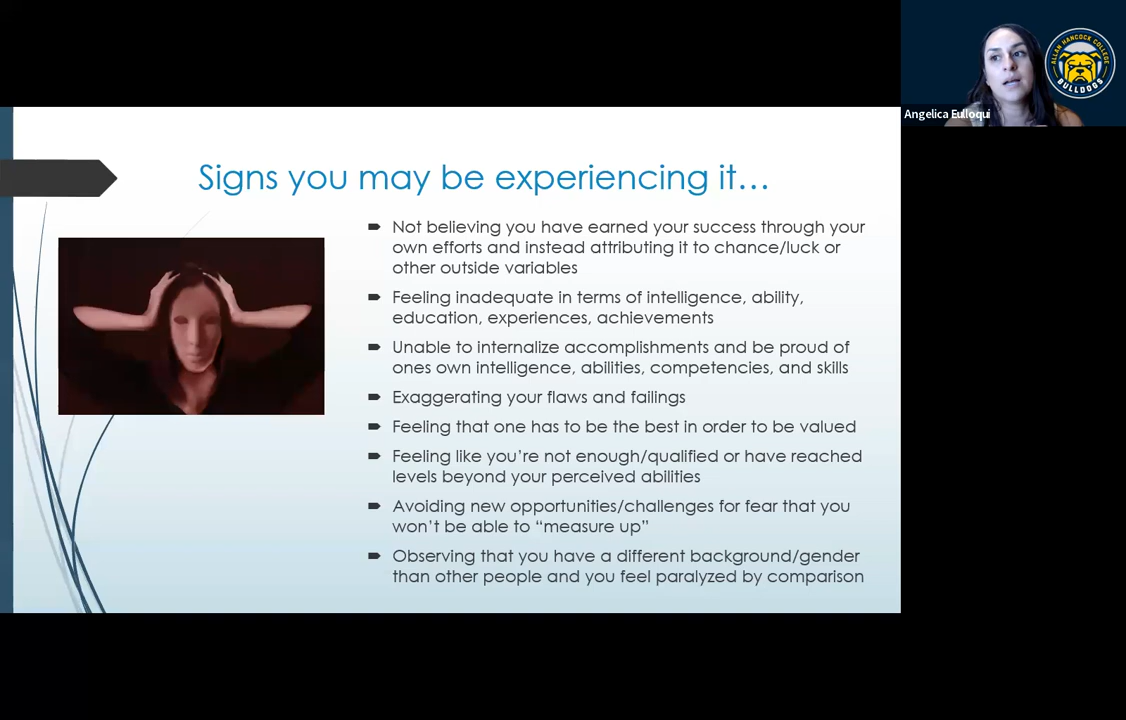 ALLAN HANCOCK COLLEGE
BULLDOGS
Angelica Eulloqui
Signs you may be experiencing it…
Not believing you have earned your success through your
own efforts and instead attributing it to chance/luck or
other outside variables
Feeling inadequate in terms of intelligence, ability,
education, experiences, achievements
Unable to internalize accomplishments and be proud of
ones own intelligence, abilities, competencies, and skills
Exaggerating your flaws and failings
Feeling that one has to be the best in order to be valued
Feeling like you’re not enough/qualified or have reached
levels beyond your perceived abilities
Avoiding new opportunities/challenges for fear that you
won’t be able to “measure up”
Observing that you have a different background/gender
than other people and you feel paralyzed by comparison